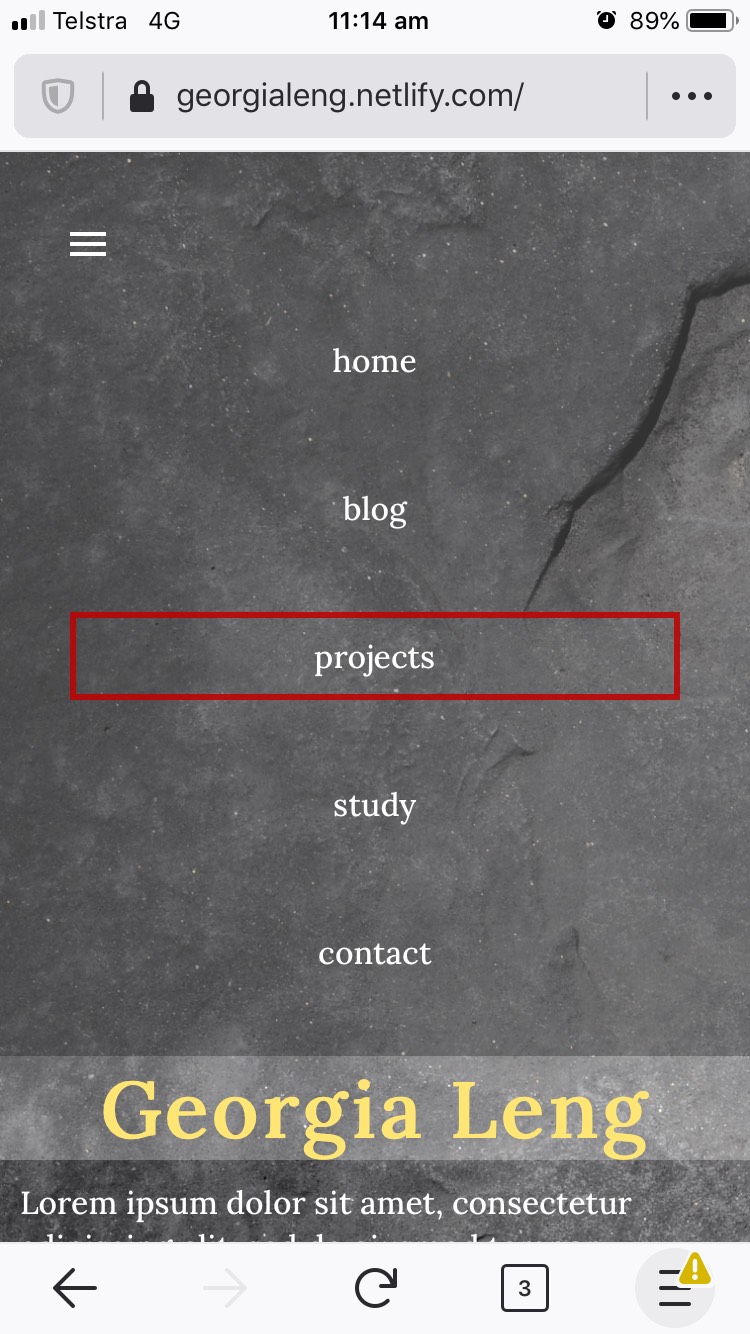 Telstra 4G 11:14 am 89%
georgialeng.netlify.com/
home
blog
projects
study
contact
Georgia Leng
Lorem ipsum dolor sit amet, consectetur
3